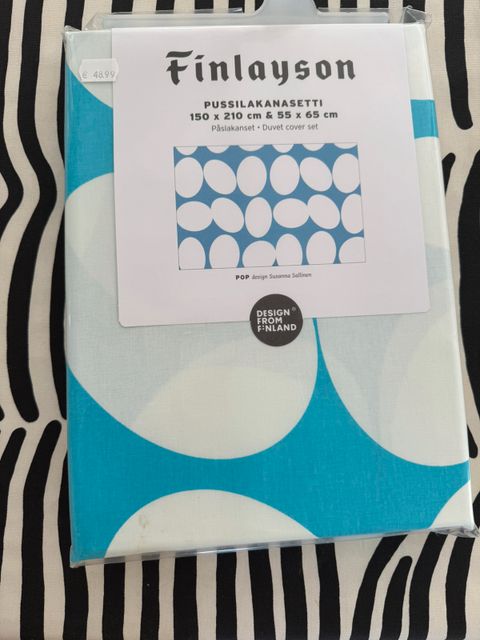 € 48.99
Finlayson
PUSSILAKANASETTI
150 x 210 cm & 55 x 65 cm
Påslakanset • Duvet cover set
POP design Susanna Sallinen
DESIGN®
FROM
FINLAND